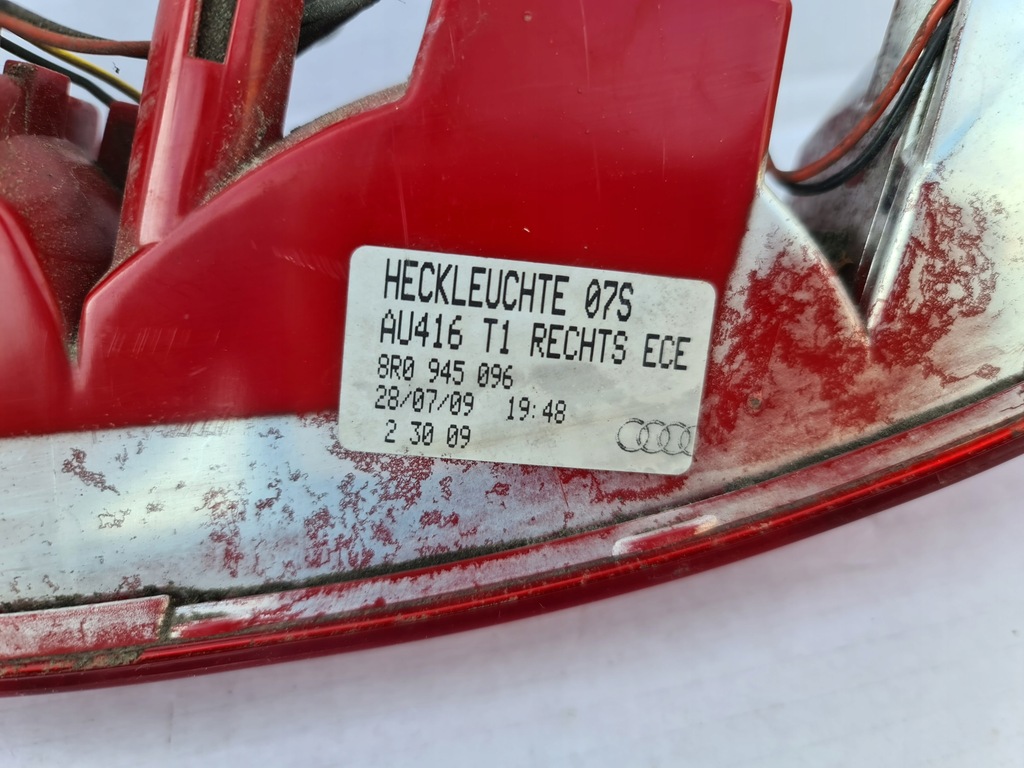 HECKLEUCHTE 07S
AU416 T1 RECHTS ECE
8R0 945 096
28/07/09 19:48
2 30 09